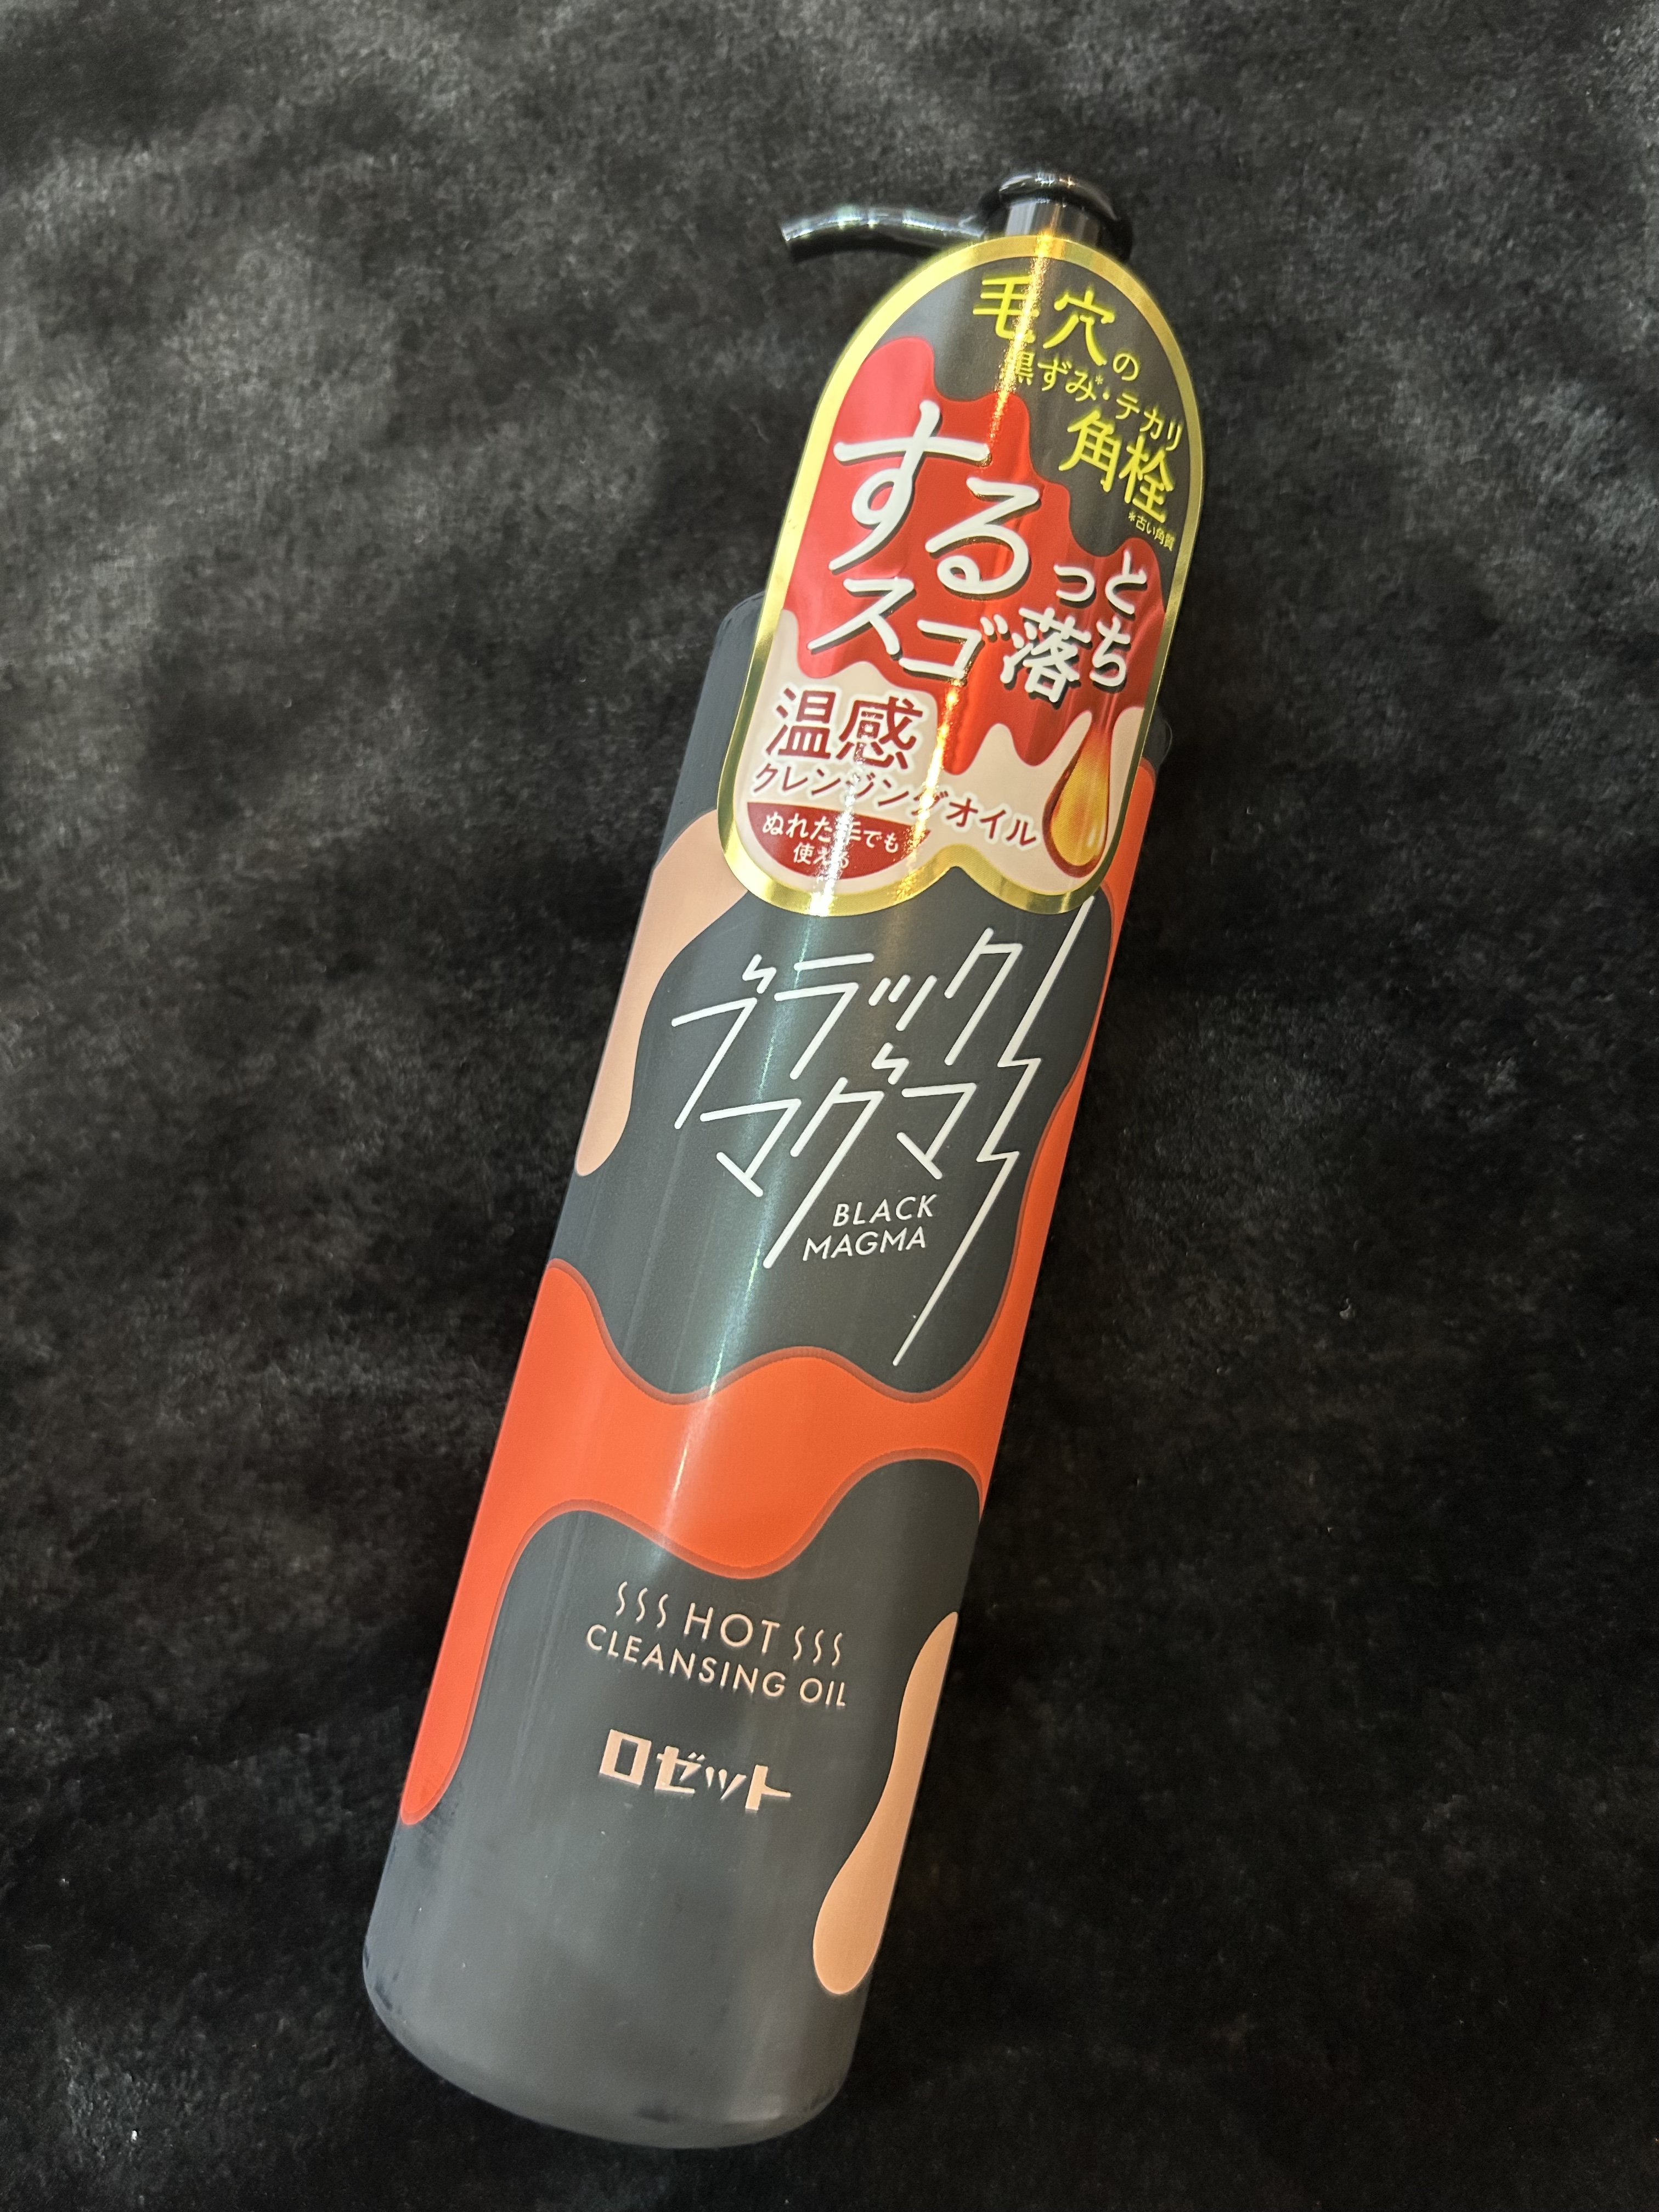 毛穴の
黒ずみ*・テカリ
角栓
*古い角質
するっと
スゴ落ち
温感
クレンジングオイル
ぬれた手でも
使える
ブラック
マグマ
BLACK
MAGMA
HOT
CLEANSING OIL
ロゼット